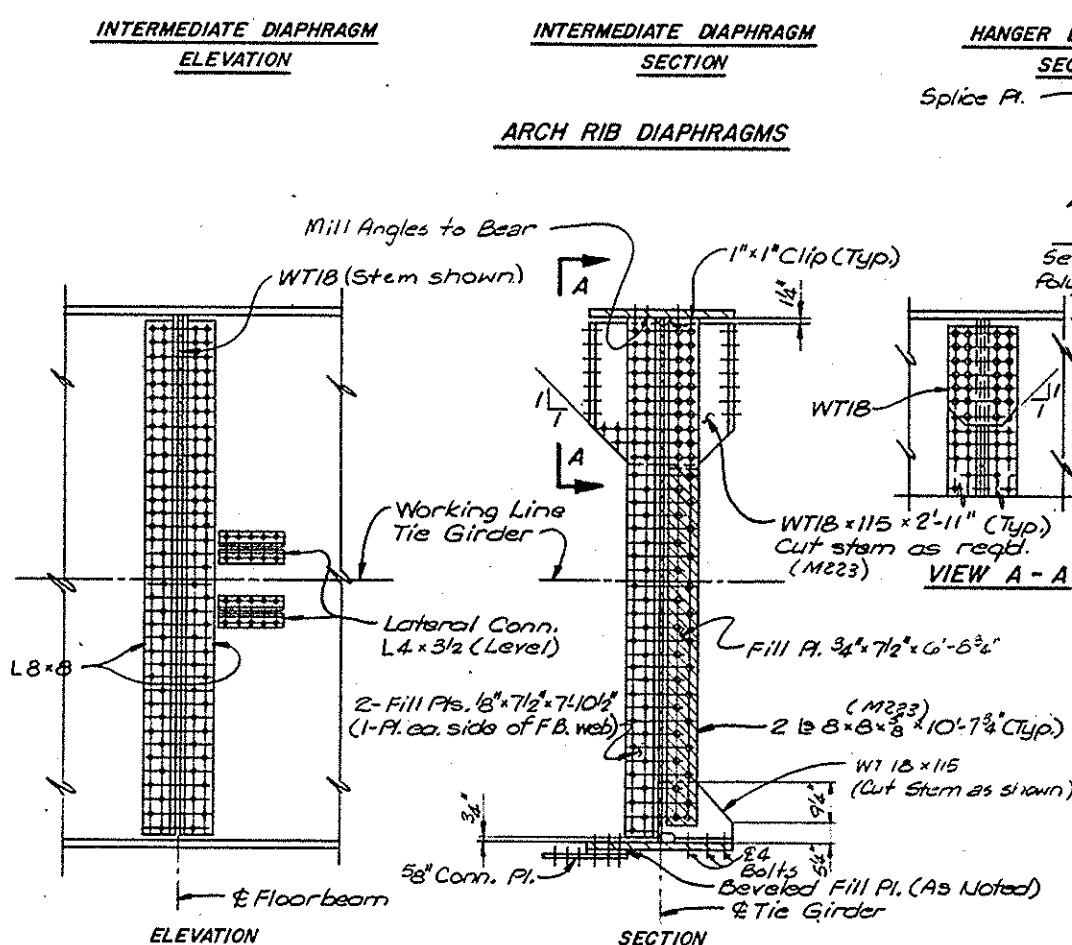 INTERMEDIATE DIAPHRAGM
ELEVATION
INTERMEDIATE DIAPHRAGM
SECTION
HANGER
SEC
Splice Pl.
ARCH RIB DIAPHRAGMS
Mill Angles to Bear
1"x1" Clip (Typ.)
WT18 (Stem shown)
A
1¼"
Se
Poly
1
1
WT18
1
1
A
Working Line
Tie Girder
WT18 x 115 x 2'-11" (Typ.)
Cut stem as reqd.
(M223)
VIEW A - A
Lateral Conn.
L4 x 3½ (Level)
L8x8
Fill Pl. ¾" x 7½" x 6'-8¾"
2- Fill Pls. ⅛" x 7½" x 7'-10½"
(1-Pl. ea. side of F.B. web)
(M223)
2 Ls 8 x 8 x ⅝ x 10'-7¾" (Typ.)
WT 18 x 115
(Cut Stem as shown)
¾"
9¼"
5¼"
⅝" Conn. Pl.
Bolts
Beveled Fill Pl. (As Noted)
℄ Floorbeam
℄ Tie Girder
ELEVATION
SECTION